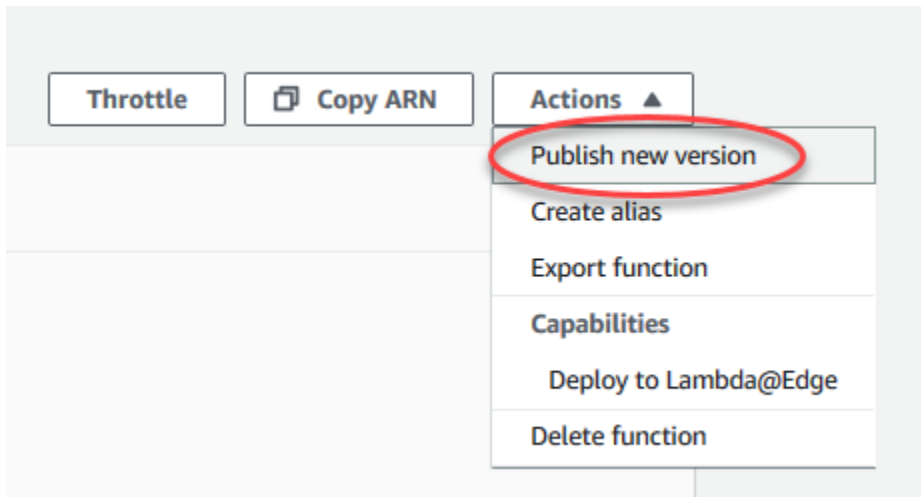 Throttle Copy ARN Actions
Publish new version
Create alias
Export function
Capabilities
Deploy to Lambda@Edge
Delete function